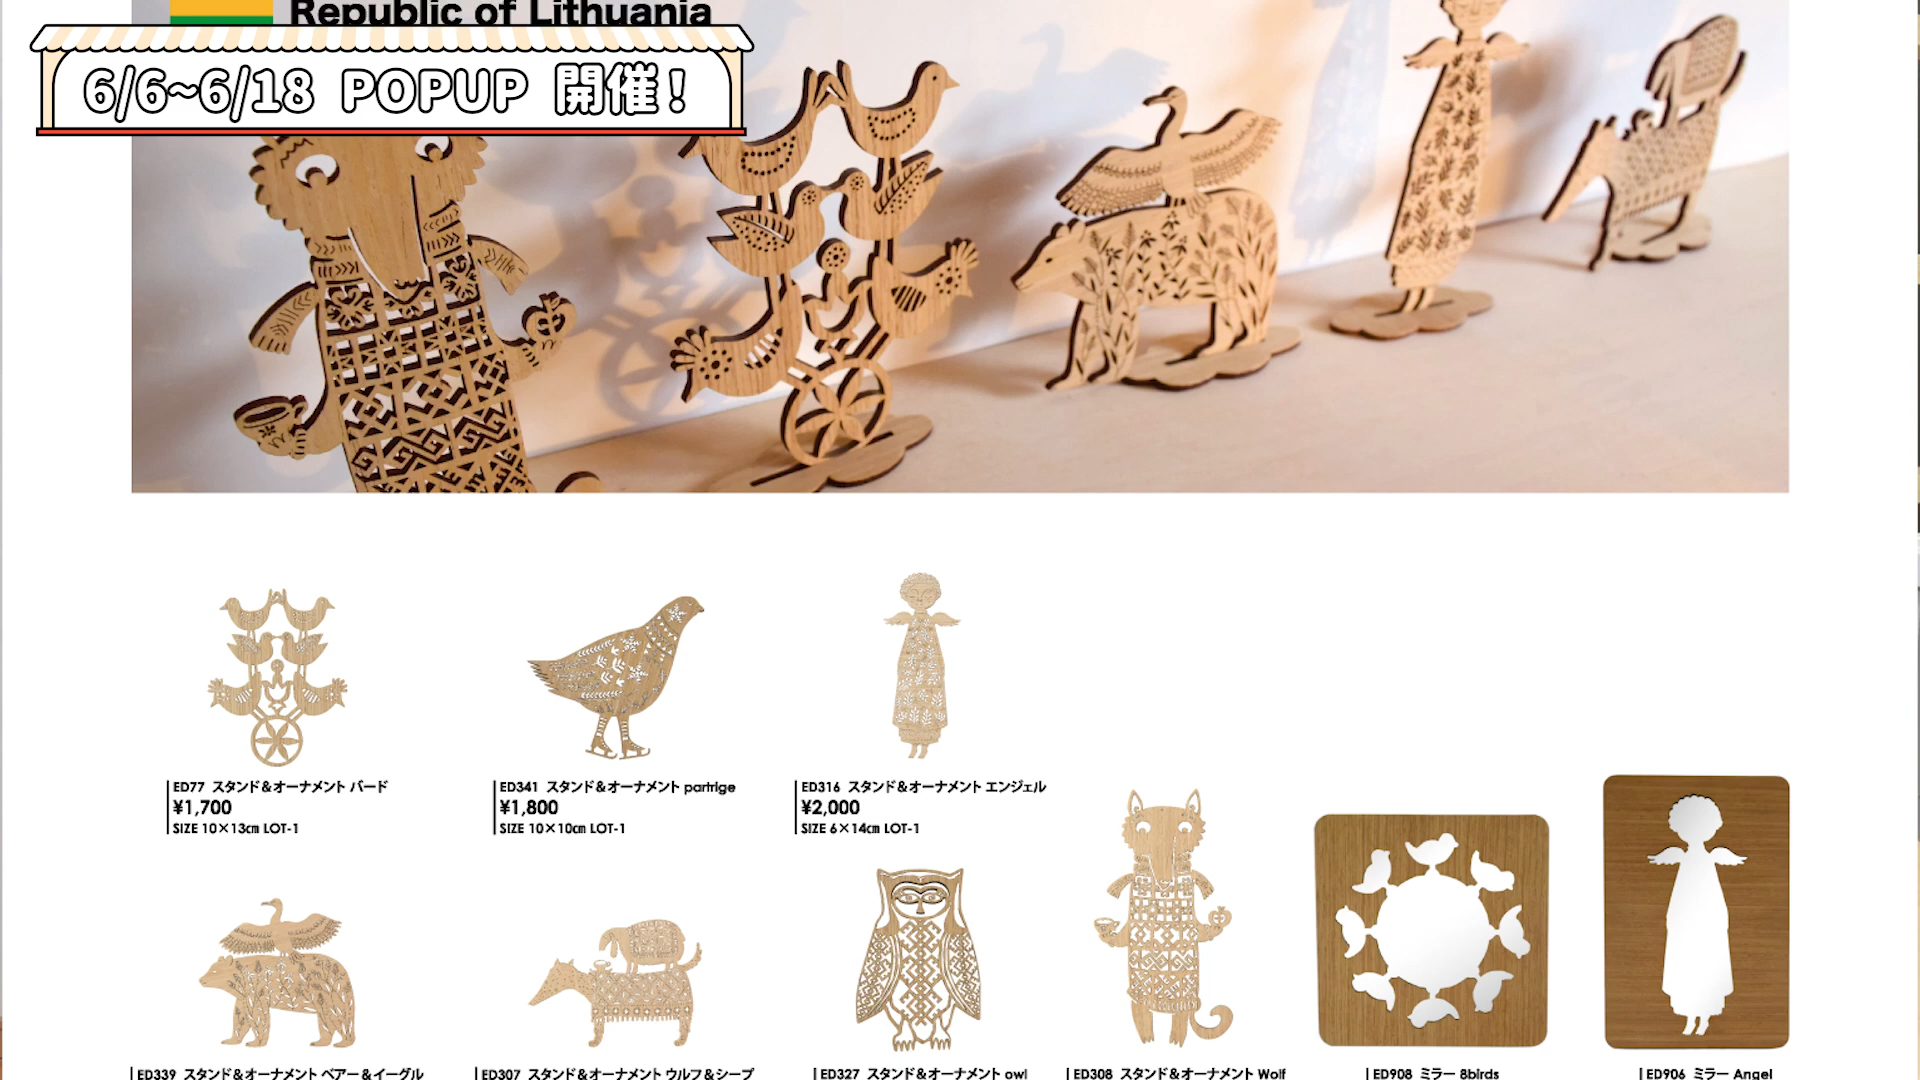 Republic of Lithuania
6/6~6/18 POPUP 開催!
ED77 スタンド&オーナメント バード
¥1,700
SIZE 10×13㎝ LOT-1
ED341 スタンド&オーナメント partrige
¥1,800
SIZE 10×10㎝ LOT-1
ED316 スタンド&オーナメント エンジェル
¥2,000
SIZE 6×14㎝ LOT-1
ED339 スタンド&オーナメント ベアー&イーグル
ED307 スタンド&オーナメント ウルフ&シープ
ED327 スタンド&オーナメント owl
ED308 スタンド&オーナメント Wolf
ED908 ミラー 8birds
ED906 ミラー Angel